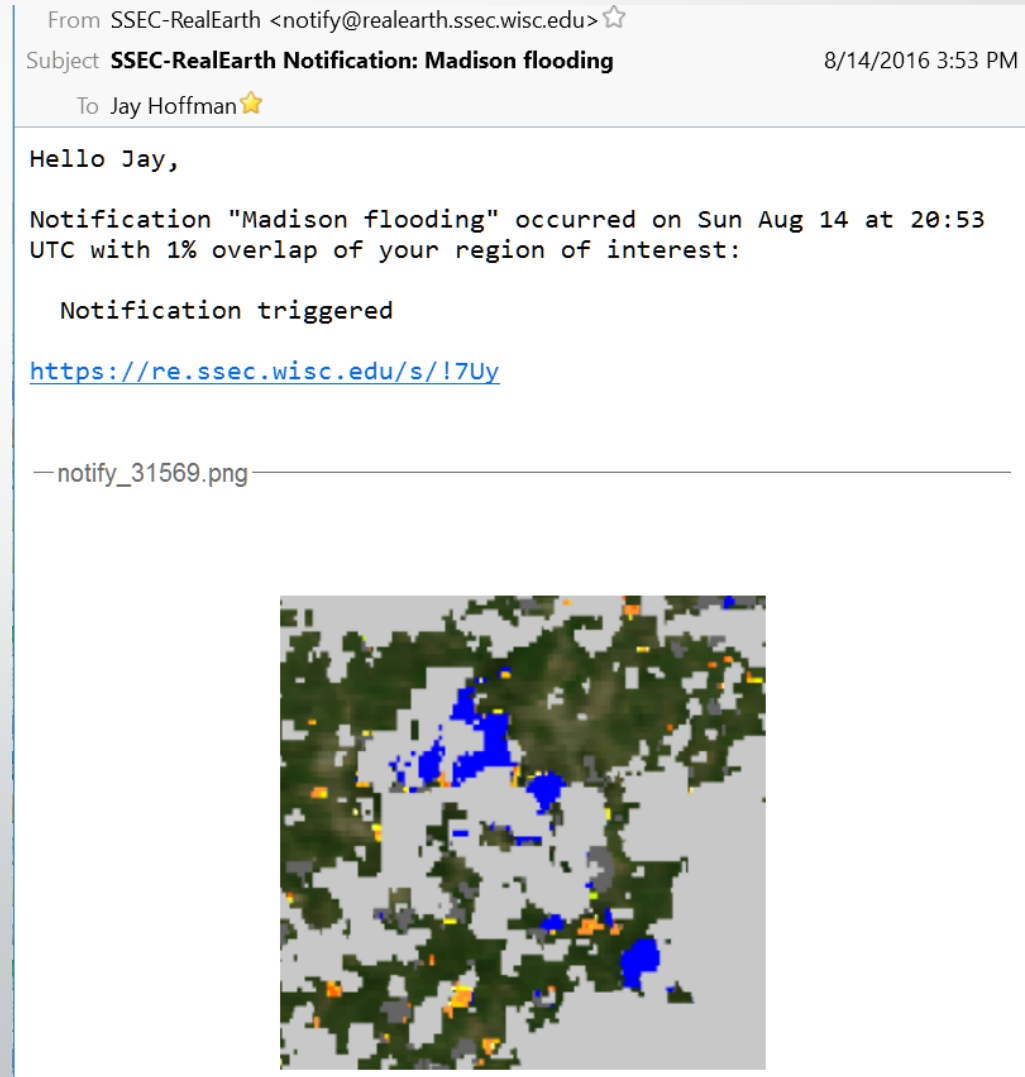 From SSEC-RealEarth <notify@realearth.ssec.wisc.edu>
Subject SSEC-RealEarth Notification: Madison flooding 8/14/2016 3:53 PM
To Jay Hoffman
Hello Jay,
Notification "Madison flooding" occurred on Sun Aug 14 at 20:53
UTC with 1% overlap of your region of interest:
Notification triggered
https://re.ssec.wisc.edu/s/!7Uy
notify_31569.png